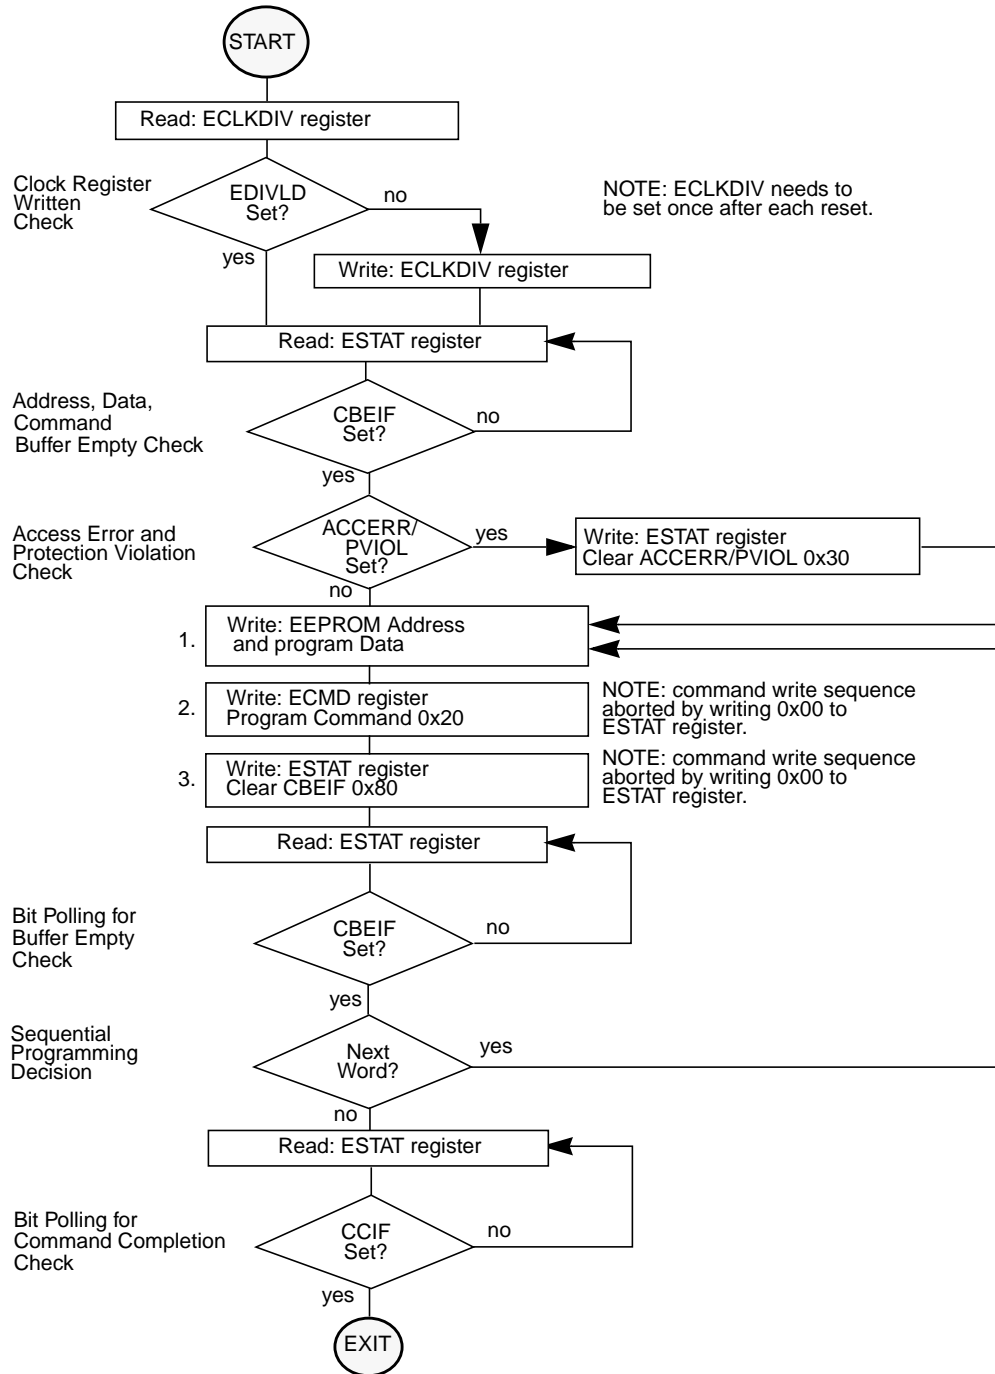 START
Read: ECLKDIV register
Clock Register
Written
Check
EDIVLD
Set?
no
yes
NOTE: ECLKDIV needs to
be set once after each reset.
Write: ECLKDIV register
Read: ESTAT register
Address, Data,
Command
Buffer Empty Check
CBEIF
Set?
no
yes
Access Error and
Protection Violation
Check
ACCERR/
PVIOL
Set?
yes
no
Write: ESTAT register
Clear ACCERR/PVIOL 0x30
1.
Write: EEPROM Address
and program Data
2.
Write: ECMD register
Program Command 0x20
NOTE: command write sequence
aborted by writing 0x00 to
ESTAT register.
3.
Write: ESTAT register
Clear CBEIF 0x80
NOTE: command write sequence
aborted by writing 0x00 to
ESTAT register.
Read: ESTAT register
Bit Polling for
Buffer Empty
Check
CBEIF
Set?
no
yes
Sequential
Programming
Decision
Next
Word?
yes
no
Read: ESTAT register
Bit Polling for
Command Completion
Check
CCIF
Set?
no
yes
EXIT